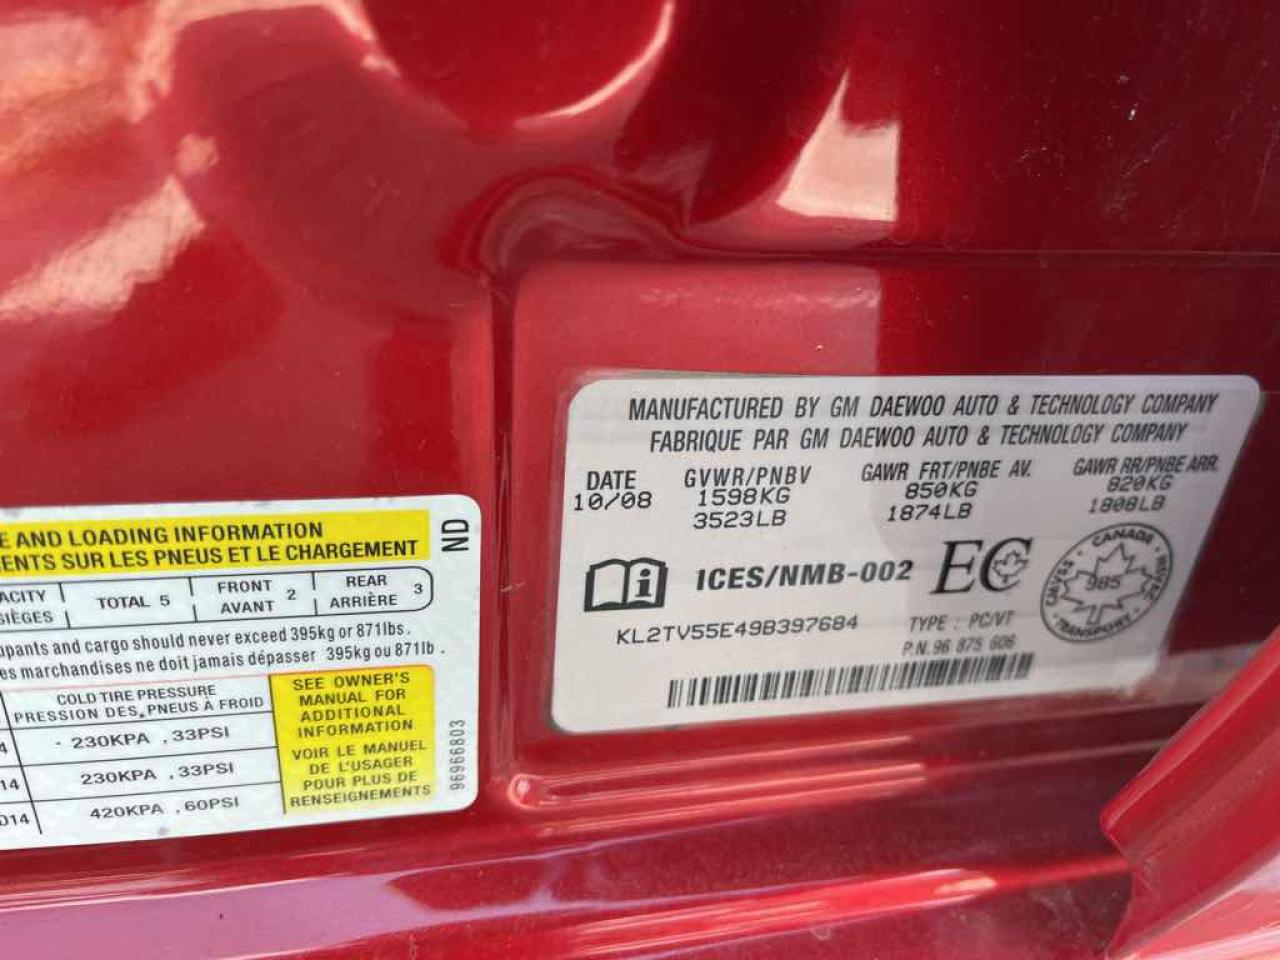 E AND LOADING INFORMATION
ENTS SUR LES PNEUS ET LE CHARGEMENT
ND
ACITY
SIÈGES
TOTAL 5
FRONT
AVANT 2
REAR
ARRIÈRE 3
pants and cargo should never exceed 395kg or 871lbs.
es marchandises ne doit jamais dépasser 395kg ou 871lb.
COLD TIRE PRESSURE
PRESSION DES PNEUS À FROID
4 230KPA , 33PSI
14 230KPA , 33PSI
D14 420KPA , 60PSI
SEE OWNER'S
MANUAL FOR
ADDITIONAL
INFORMATION
VOIR LE MANUEL
DE L'USAGER
POUR PLUS DE
RENSEIGNEMENTS
96966803
MANUFACTURED BY GM DAEWOO AUTO & TECHNOLOGY COMPANY
FABRIQUE PAR GM DAEWOO AUTO & TECHNOLOGY COMPANY
DATE
10/08
GVWR/PNBV
1598KG
3523LB
GAWR FRT/PNBE AV.
850KG
1874LB
GAWR RR/PNBE ARR.
820KG
1808LB
i
ICES/NMB-002
EC
CANADA
985
TRANSPORT
KL2TV55E49B397684
TYPE : PC/VT
P.N. 96 875 606